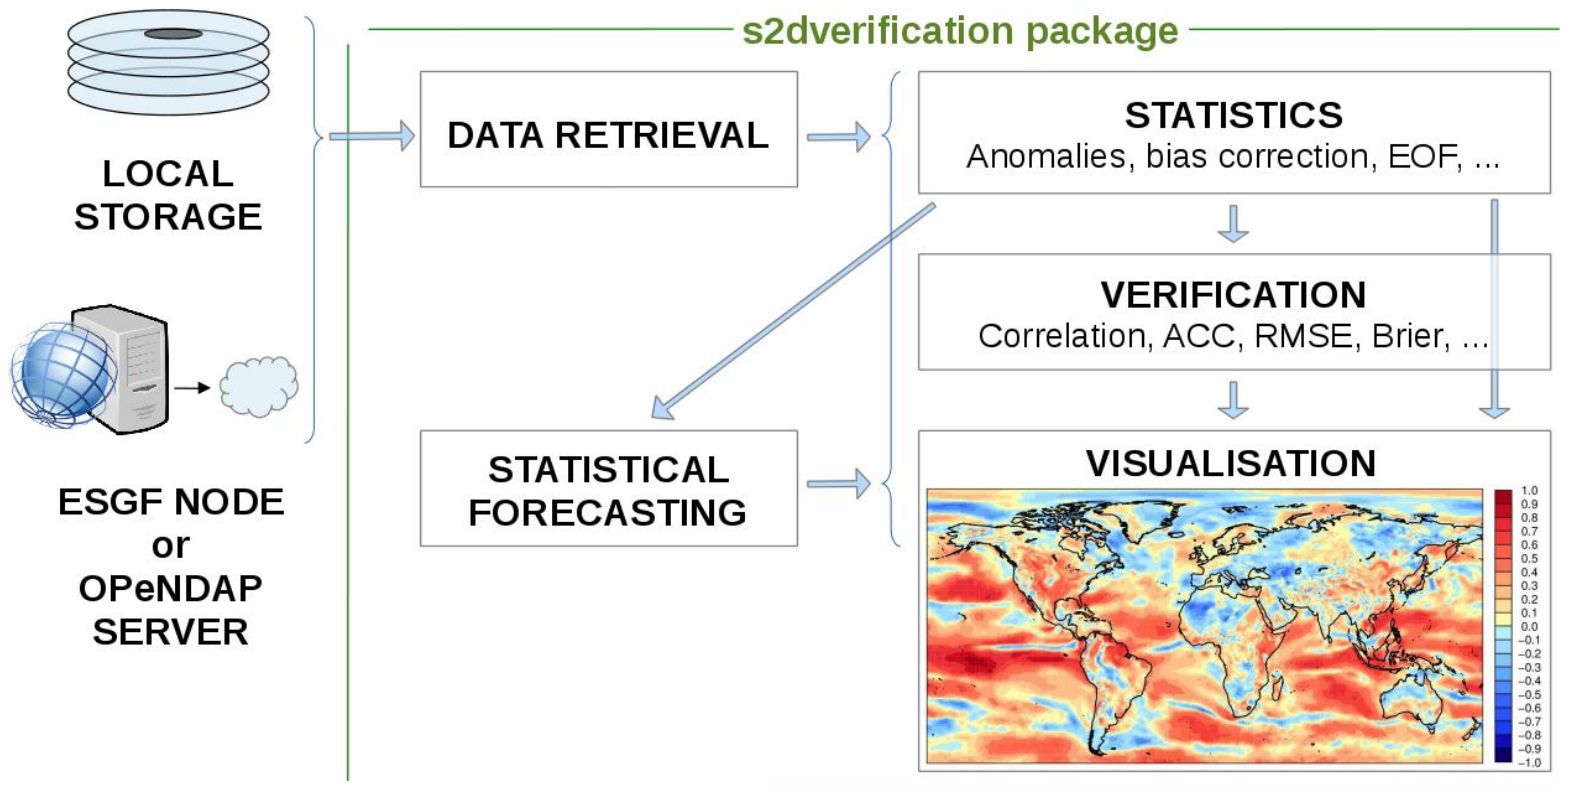 s2dverification package
LOCAL
STORAGE
ESGF NODE
or
OPeNDAP
SERVER
DATA RETRIEVAL
STATISTICS
Anomalies, bias correction, EOF, ...
VERIFICATION
Correlation, ACC, RMSE, Brier, ...
STATISTICAL
FORECASTING
VISUALISATION
1.0
0.9
0.8
0.7
0.6
0.5
0.4
0.3
0.2
0.1
0.0
−0.1
−0.2
−0.3
−0.4
−0.5
−0.6
−0.7
−0.8
−0.9
−1.0